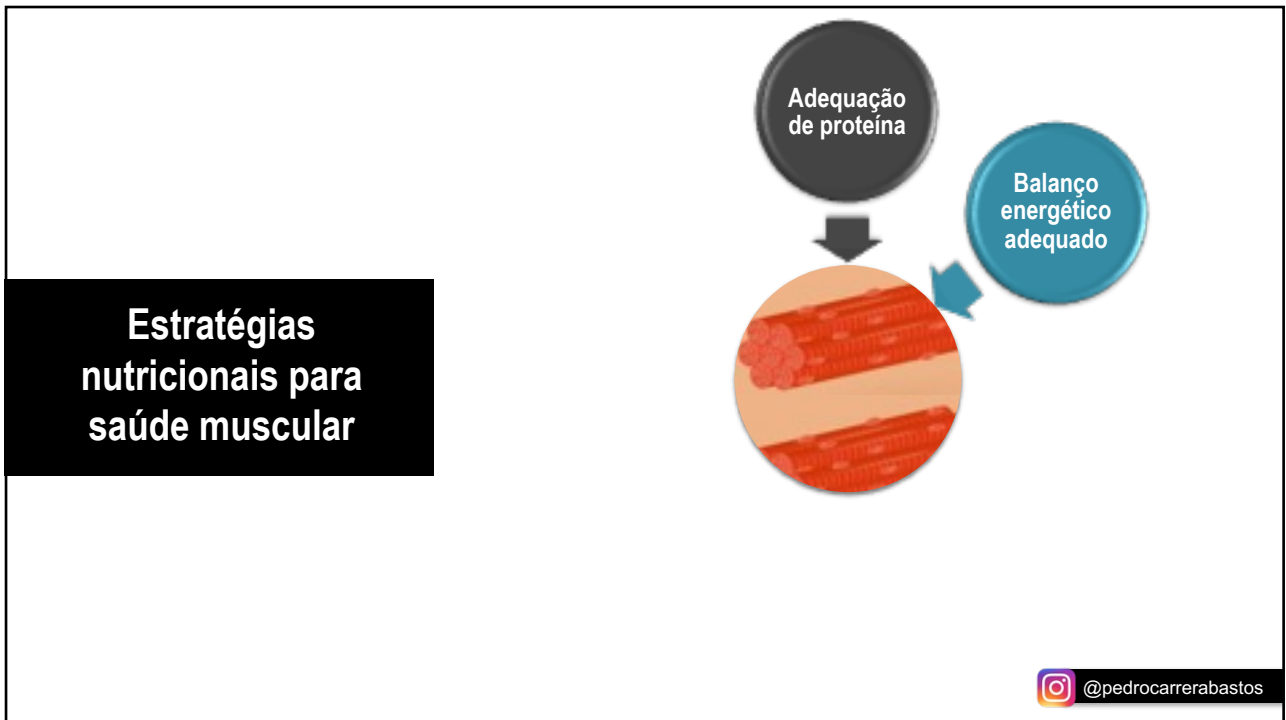 Adequação
de proteína
Balanço
energético
adequado
Estratégias
nutricionais para
saúde muscular
@pedrocarrerabastos